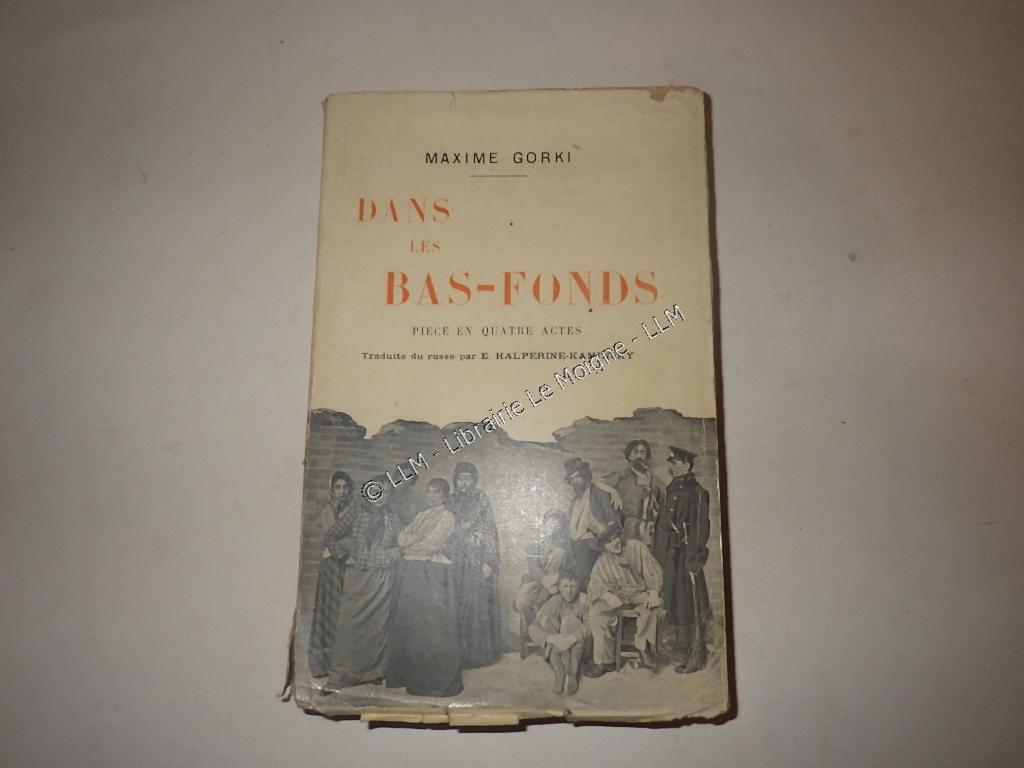 MAXIME GORKI
DANS
LES
BAS-FONDS
PIECE EN QUATRE ACTES
Traduite du russe par E. HALPÉRINE-KAMINSKY
© LLM - Librairie Le Moigne - LLM